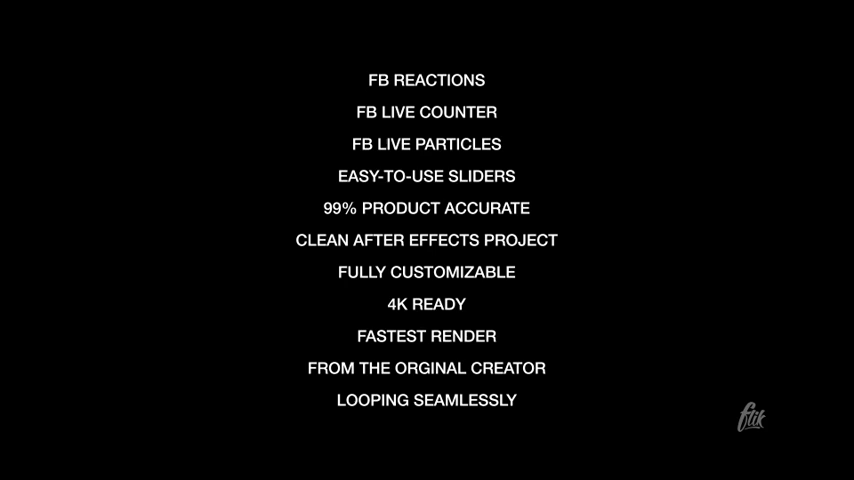 FB REACTIONS
FB LIVE COUNTER
FB LIVE PARTICLES
EASY-TO-USE SLIDERS
99% PRODUCT ACCURATE
CLEAN AFTER EFFECTS PROJECT
FULLY CUSTOMIZABLE
4K READY
FASTEST RENDER
FROM THE ORGINAL CREATOR
LOOPING SEAMLESSLY
flik